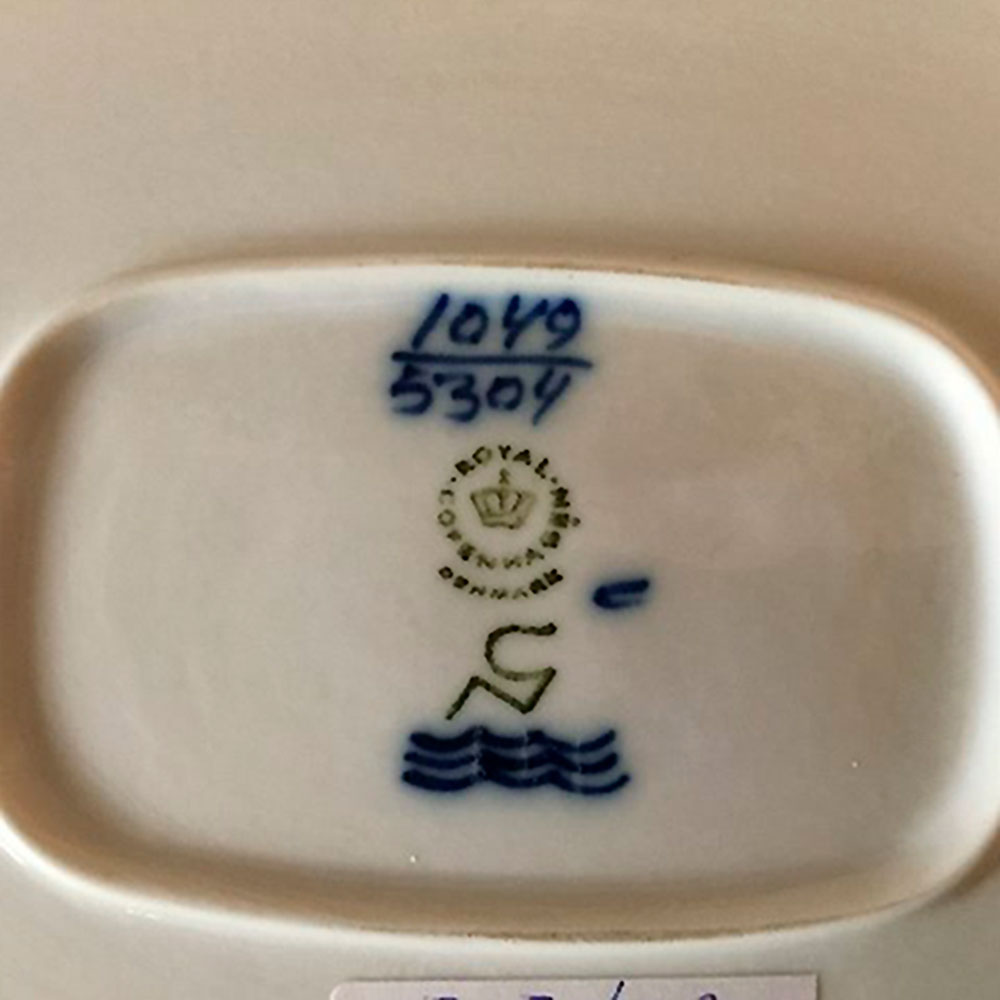 1049
5304
ROYAL COPENHAGEN
DENMARK